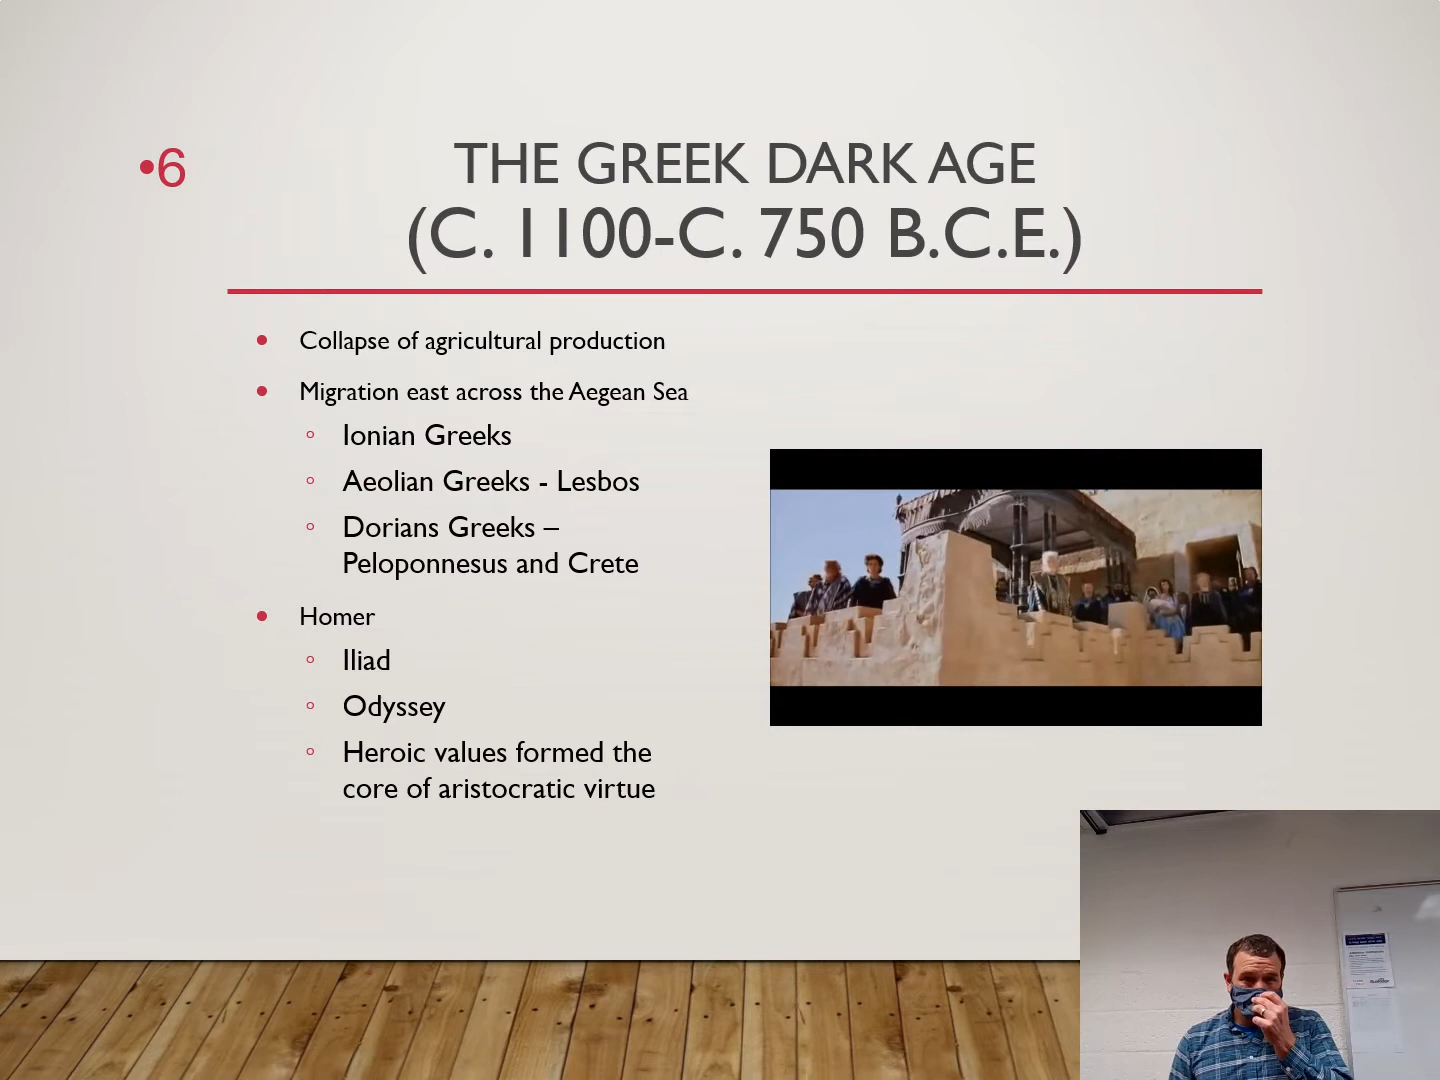 •6
THE GREEK DARK AGE
(C. 1100-C. 750 B.C.E.)
• Collapse of agricultural production
• Migration east across the Aegean Sea
◦ Ionian Greeks
◦ Aeolian Greeks - Lesbos
◦ Dorians Greeks –
Peloponnesus and Crete
• Homer
◦ Iliad
◦ Odyssey
◦ Heroic values formed the
core of aristocratic virtue